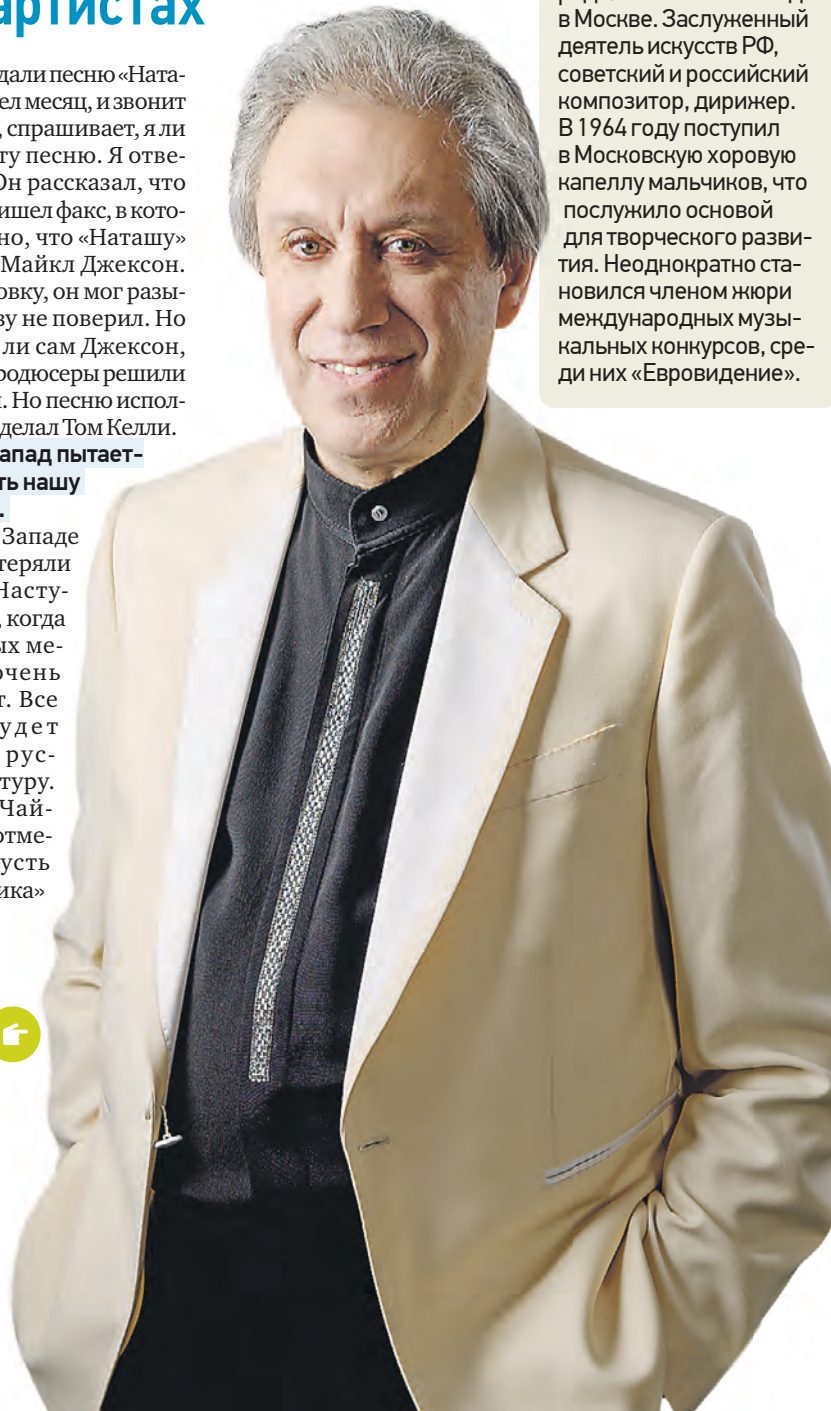 артистах
дали песню «Ната-
ел месяц, и звонит
, спрашивает, я ли
ту песню. Я отве-
Он рассказал, что
ишел факс, в кото-
но, что «Наташу»
Майкл Джексон.
овку, он мог разы-
зу не поверил. Но
ли сам Джексон,
родюсеры решили
. Но песню испол-
делал Том Келли.
апад пытает-
ть нашу
.
Западе
теряли
Насту-
, когда
ых ме-
очень
т. Все
удет
рус-
туру.
Чай-
отме-
усть
ика»
в Москве. Заслуженный
деятель искусств РФ,
советский и российский
композитор, дирижер.
В 1964 году поступил
в Московскую хоровую
капеллу мальчиков, что
послужило основой
для творческого разви-
тия. Неоднократно ста-
новился членом жюри
международных музы-
кальных конкурсов, сре-
ди них «Евровидение».